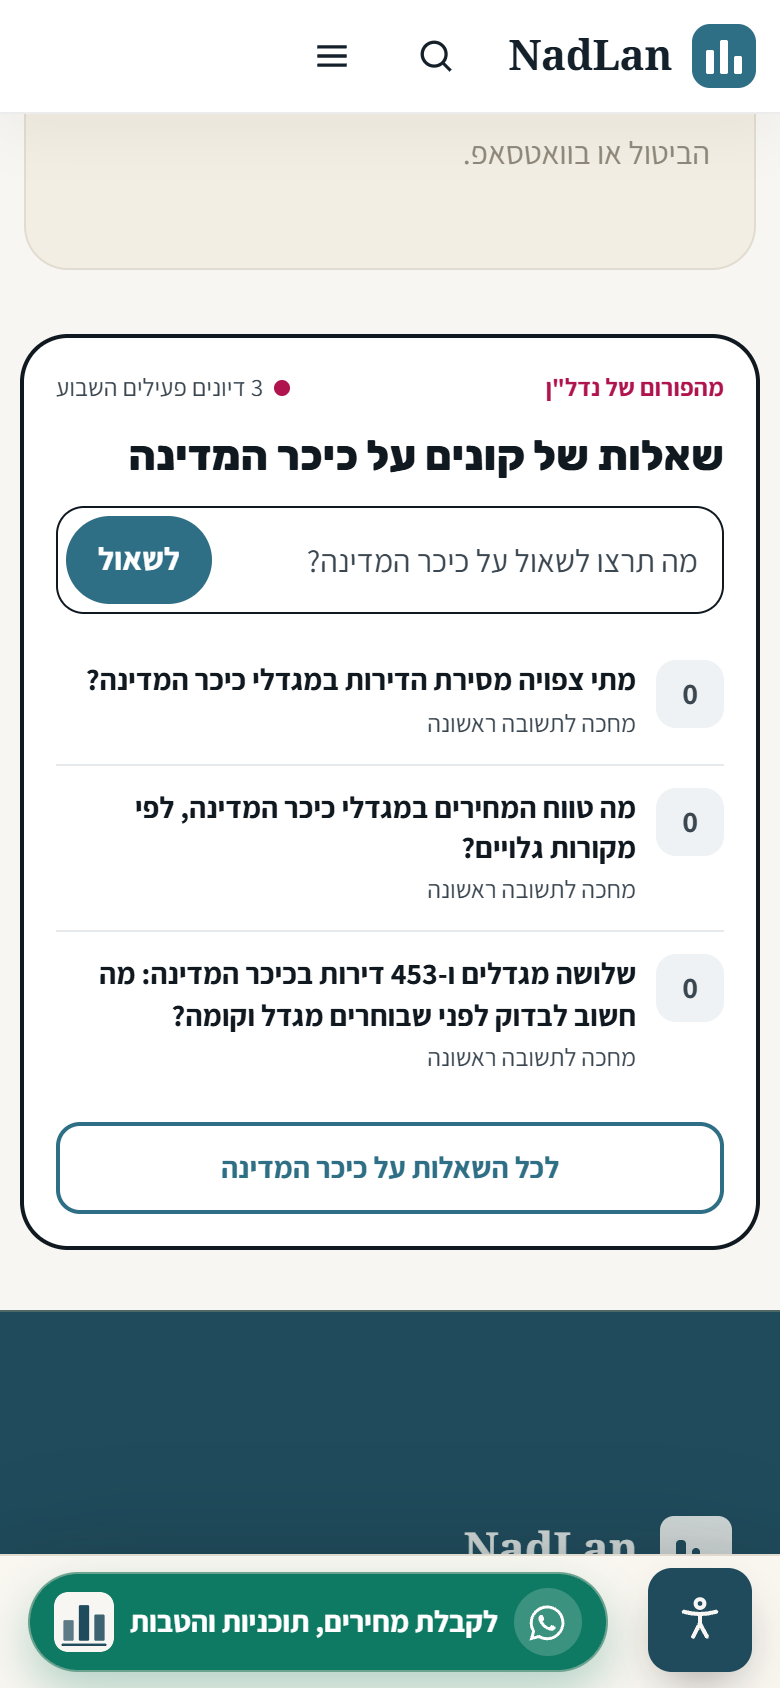 NadLan
הביטול או בוואטסאפ.
מהפורום של נדל"ן
3 דיונים פעילים השבוע
שאלות של קונים על כיכר המדינה
מה תרצו לשאול על כיכר המדינה?
לשאול
0
מתי צפויה מסירת הדירות במגדלי כיכר המדינה?
מחכה לתשובה ראשונה
0
מה טווח המחירים במגדלי כיכר המדינה, לפי
מקורות גלויים?
מחכה לתשובה ראשונה
0
שלושה מגדלים ו-453 דירות בכיכר המדינה: מה
חשוב לבדוק לפני שבוחרים מגדל וקומה?
מחכה לתשובה ראשונה
לכל השאלות על כיכר המדינה
NadLan
לקבלת מחירים, תוכניות והטבות